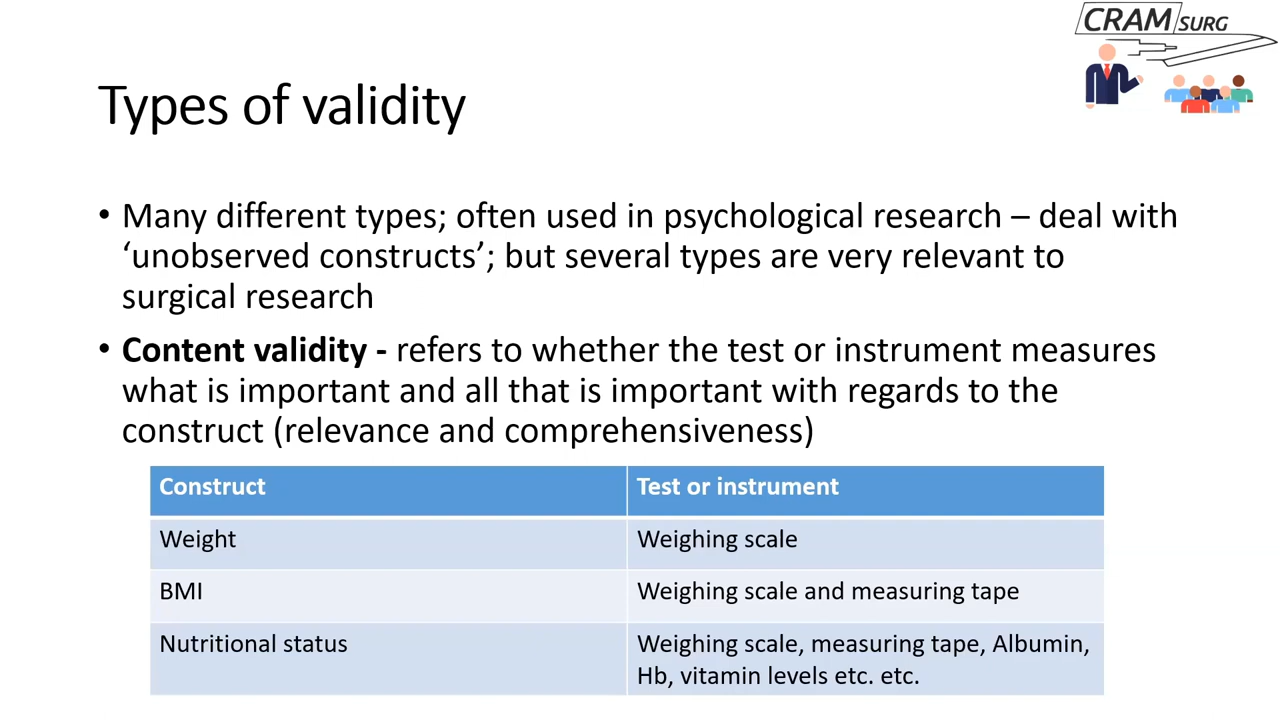 CRAM SURG
Types of validity
• Many different types; often used in psychological research – deal with
‘unobserved constructs’; but several types are very relevant to
surgical research
• Content validity - refers to whether the test or instrument measures
what is important and all that is important with regards to the
construct (relevance and comprehensiveness)
Construct Test or instrument
Weight Weighing scale
BMI Weighing scale and measuring tape
Nutritional status Weighing scale, measuring tape, Albumin,
Hb, vitamin levels etc. etc.